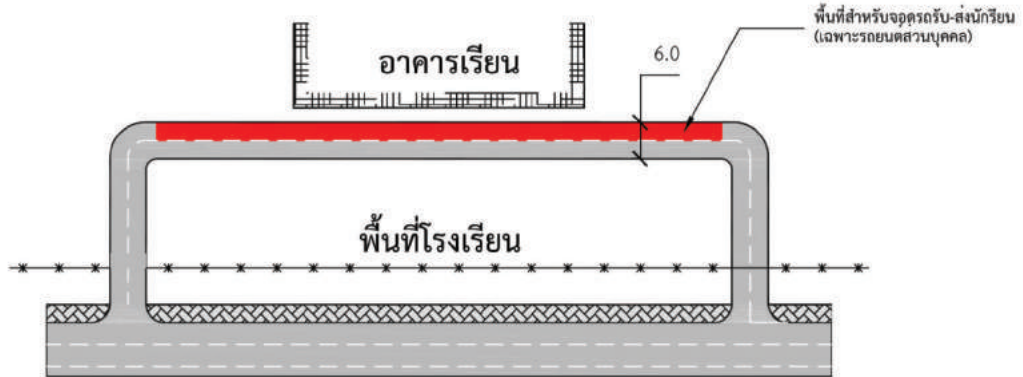 พื้นที่สำหรับจอดรถรับ-ส่งนักเรียน
(เฉพาะรถยนต์ส่วนบุคคล)
อาคารเรียน
6.0
พื้นที่โรงเรียน